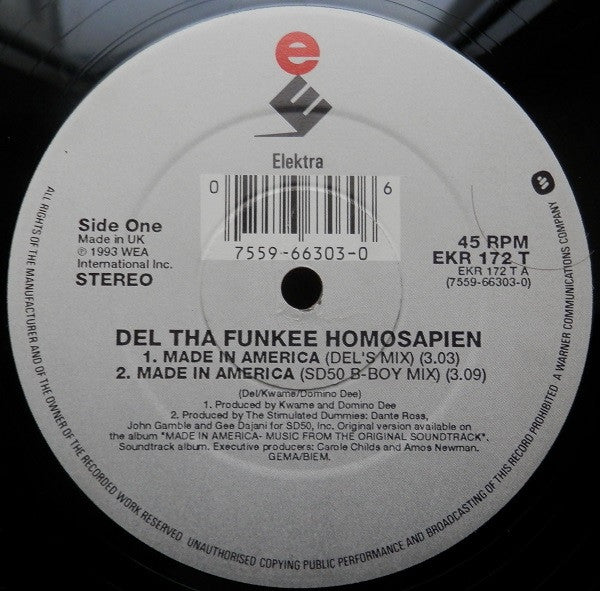 e
Elektra
0 6
7559-66303-0
Side One
Made in UK
℗ 1993 WEA
International Inc.
STEREO
45 RPM
EKR 172 T
EKR 172 T A
(7559-66303-0)
DEL THA FUNKEE HOMOSAPIEN
1. MADE IN AMERICA (DEL'S MIX) (3.03)
2. MADE IN AMERICA (SD50 B-BOY MIX) (3.09)
(Del/Kwame/Domino Dee)
1. Produced by Kwame and Domino Dee
2. Produced by The Stimulated Dummies: Dante Ross,
John Gamble and Gee Dajani for SD50, Inc. Original version available on
the album "MADE IN AMERICA- MUSIC FROM THE ORIGINAL SOUNDTRACK".
Soundtrack album. Executive producers: Carole Childs and Amos Newman.
GEMA/BIEM.
ALL RIGHTS OF THE MANUFACTURER AND OF THE OWNER OF THE RECORDED WORK RESERVED UNAUTHORISED COPYING PUBLIC PERFORMANCE AND BROADCASTING OF THIS RECORD PROHIBITED A WARNER COMMUNICATIONS COMPANY